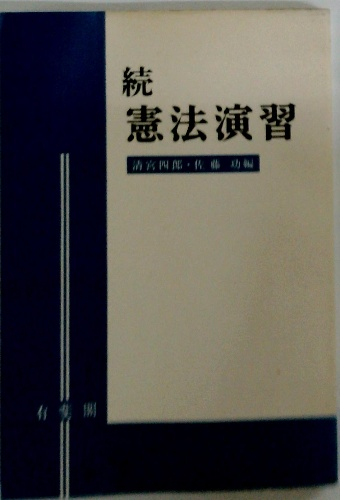 続
憲法演習
清宮四郎・佐藤 功編
有斐閣